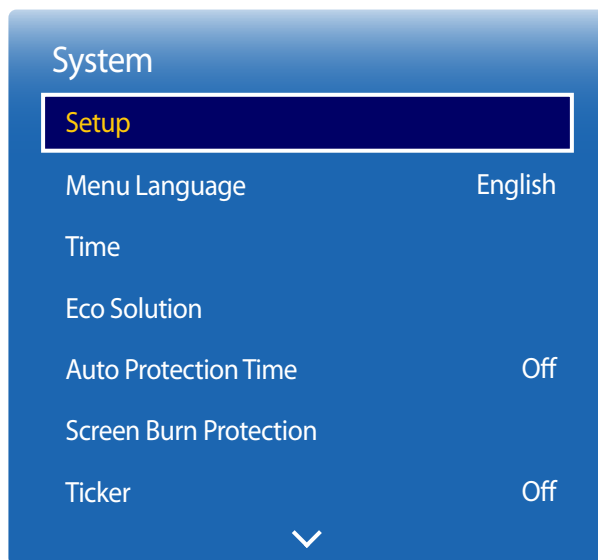 System
Setup
Menu Language English
Time
Eco Solution
Auto Protection Time Off
Screen Burn Protection
Ticker Off